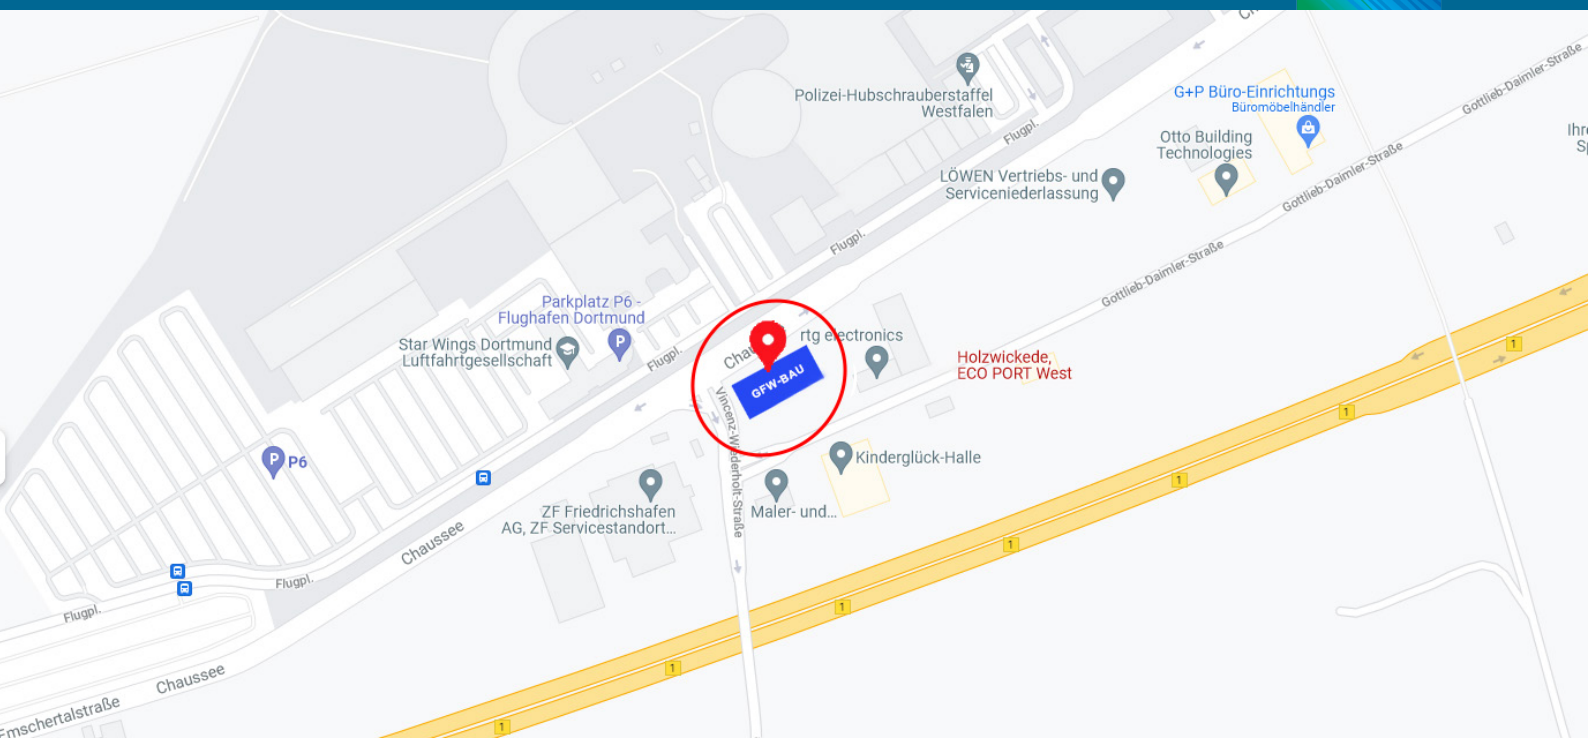 Polizei-Hubschrauberstaffel
Westfalen
G+P Büro-Einrichtungs
Büromöbelhändler
Gottlieb-Daimler-Straße
Otto Building
Technologies
Flugpl.
Gottlieb-Daimler-Straße
LÖWEN Vertriebs- und
Serviceniederlassung
Flugpl.
Gottlieb-Daimler-Straße
Parkplatz P6 -
Flughafen Dortmund
P
Star Wings Dortmund
Luftfahrtgesellschaft
Flugpl.
rtg electronics
GFW-BAU
Holzwickede,
ECO PORT West
1
1
Vincenz-Wiederholt-Straße
P
P6
Kinderglück-Halle
1
ZF Friedrichshafen
AG, ZF Servicestandort...
Maler- und...
Chaussee
1
Flugpl.
Flugpl.
1
1
Chaussee
Emschertalstraße
1